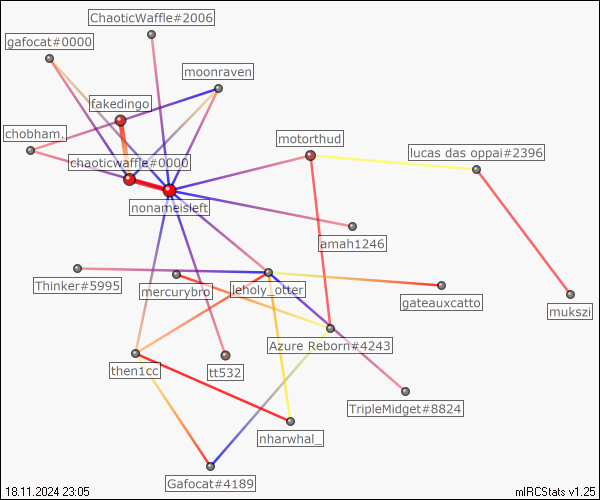 ChaoticWaffle#2006
gafocat#0000
moonraven
fakedingo
chobham.
motorthud
lucas das oppai#2396
chaoticwaffle#0000
nonameisleft
amah1246
Thinker#5995
mercurybro
leholy_otter
gateauxcatto
mukszi
Azure Reborn#4243
then1cc
tt532
TripleMidget#8824
nharwhal_
Gafocat#4189
18.11.2024 23:05
mIRCStats v1.25